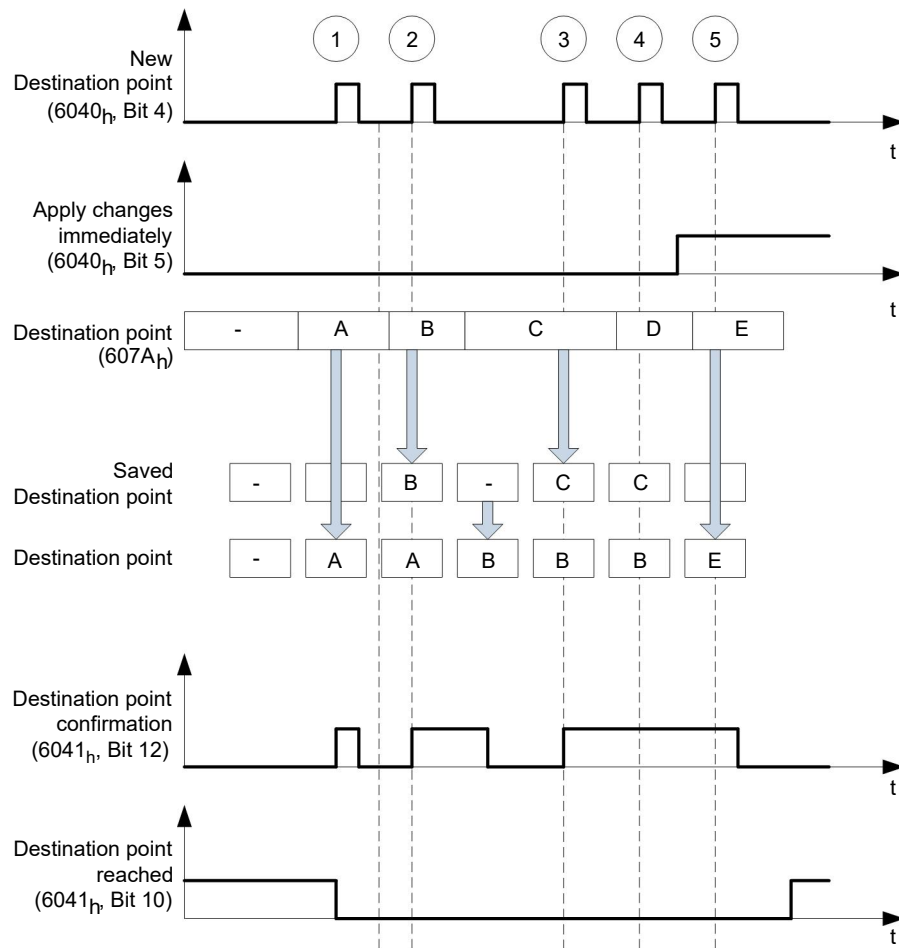 1 2 3 4 5
New
Destination point
(6040h, Bit 4)
t
Apply changes
immediately
(6040h, Bit 5)
t
Destination point
(607Ah)
- A B C D E
Saved
Destination point
- B - C C
Destination point
- A A B B B E
Destination point
confirmation
(6041h, Bit 12)
t
Destination point
reached
(6041h, Bit 10)
t